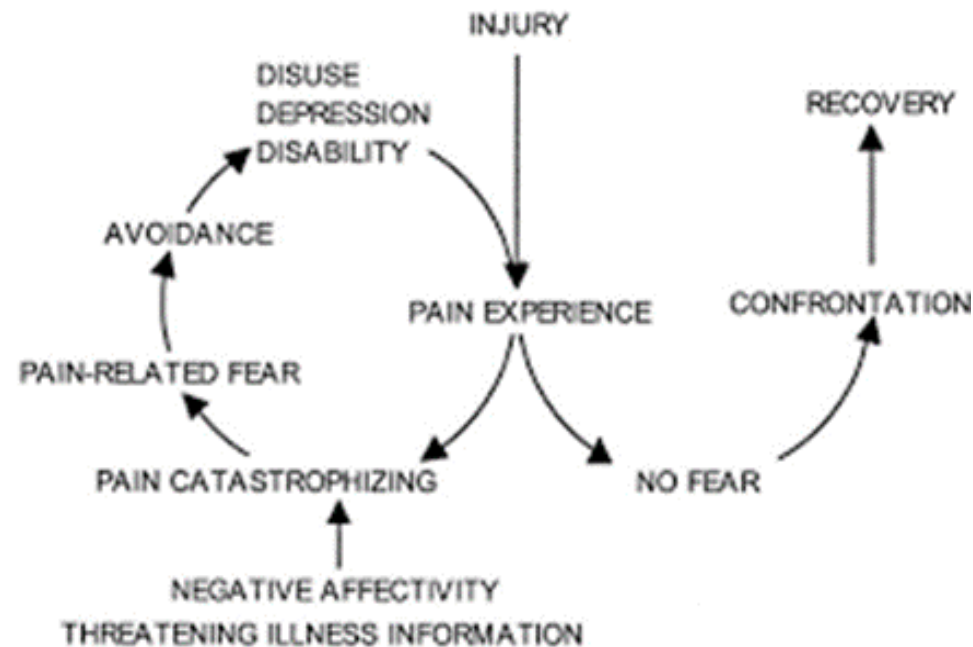 INJURY
DISUSE
DEPRESSION
DISABILITY
RECOVERY
AVOIDANCE
PAIN EXPERIENCE
CONFRONTATION
PAIN-RELATED FEAR
PAIN CATASTROPHIZING
NO FEAR
NEGATIVE AFFECTIVITY
THREATENING ILLNESS INFORMATION